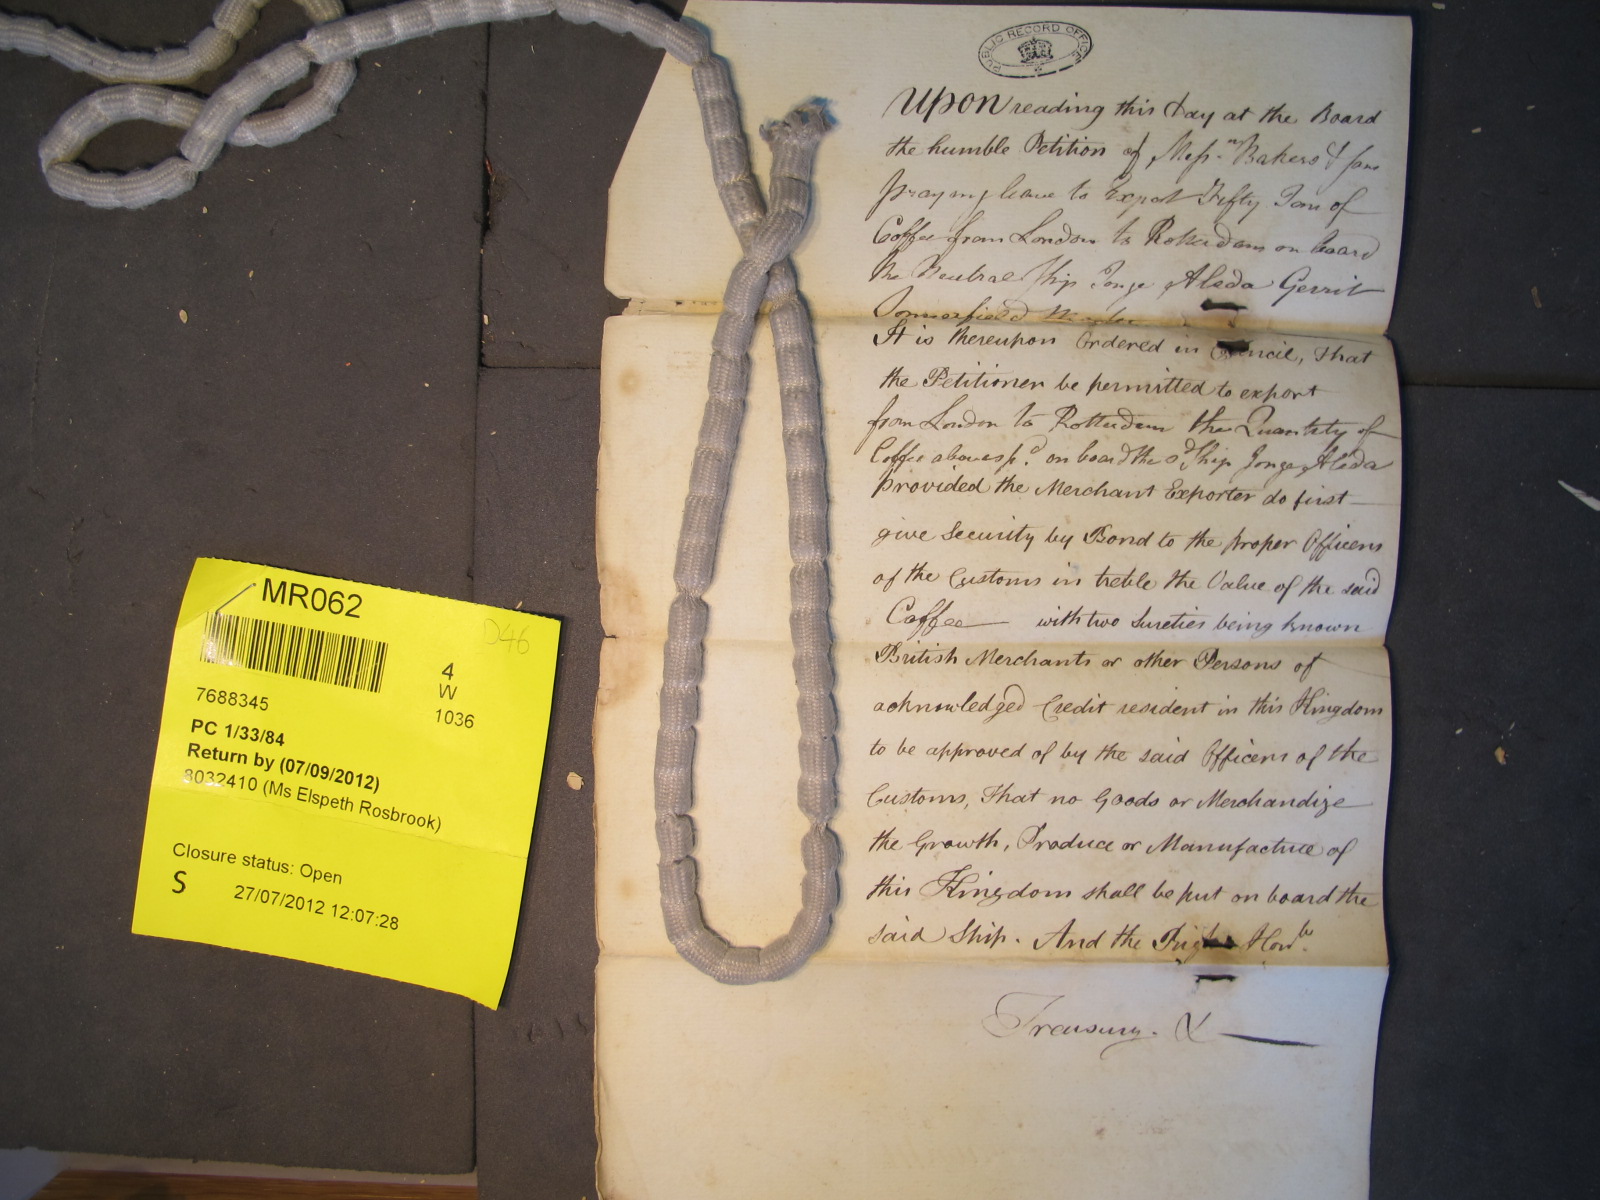 PUBLIC RECORD OFFICE
Upon reading this Day at the Board
the humble Petition of Mess.rs Bakers & Sons
praying leave to Export Fifty Tons of
Coffee from London to Rotterdam on board
the Neutral Ship Jonge Aleda Gerrit
Master
It is thereupon Ordered in Council, that
the Petitioner be permitted to export
from London to Rotterdam the Quantity of
Coffee abovesp.d on board the sd Ship Jonge Aleda
provided the Merchant Exporter do first
give Security by Bond to the proper Officers
of the Customs in treble the Value of the said
Coffee with two Sureties being known
British Merchants or other Persons of
acknowledged Credit resident in this Kingdom
to be approved of by the said Officers of the
Customs, That no Goods or Merchandize
the Growth, Produce or Manufacture of
this Kingdom shall be put on board the
said Ship. And the Right Hon.ble
Treasury. &
MR062
D46
4
W
1036
7688345
PC 1/33/84
Return by (07/09/2012)
8032410 (Ms Elspeth Rosbrook)
Closure status: Open
S
27/07/2012 12:07:28